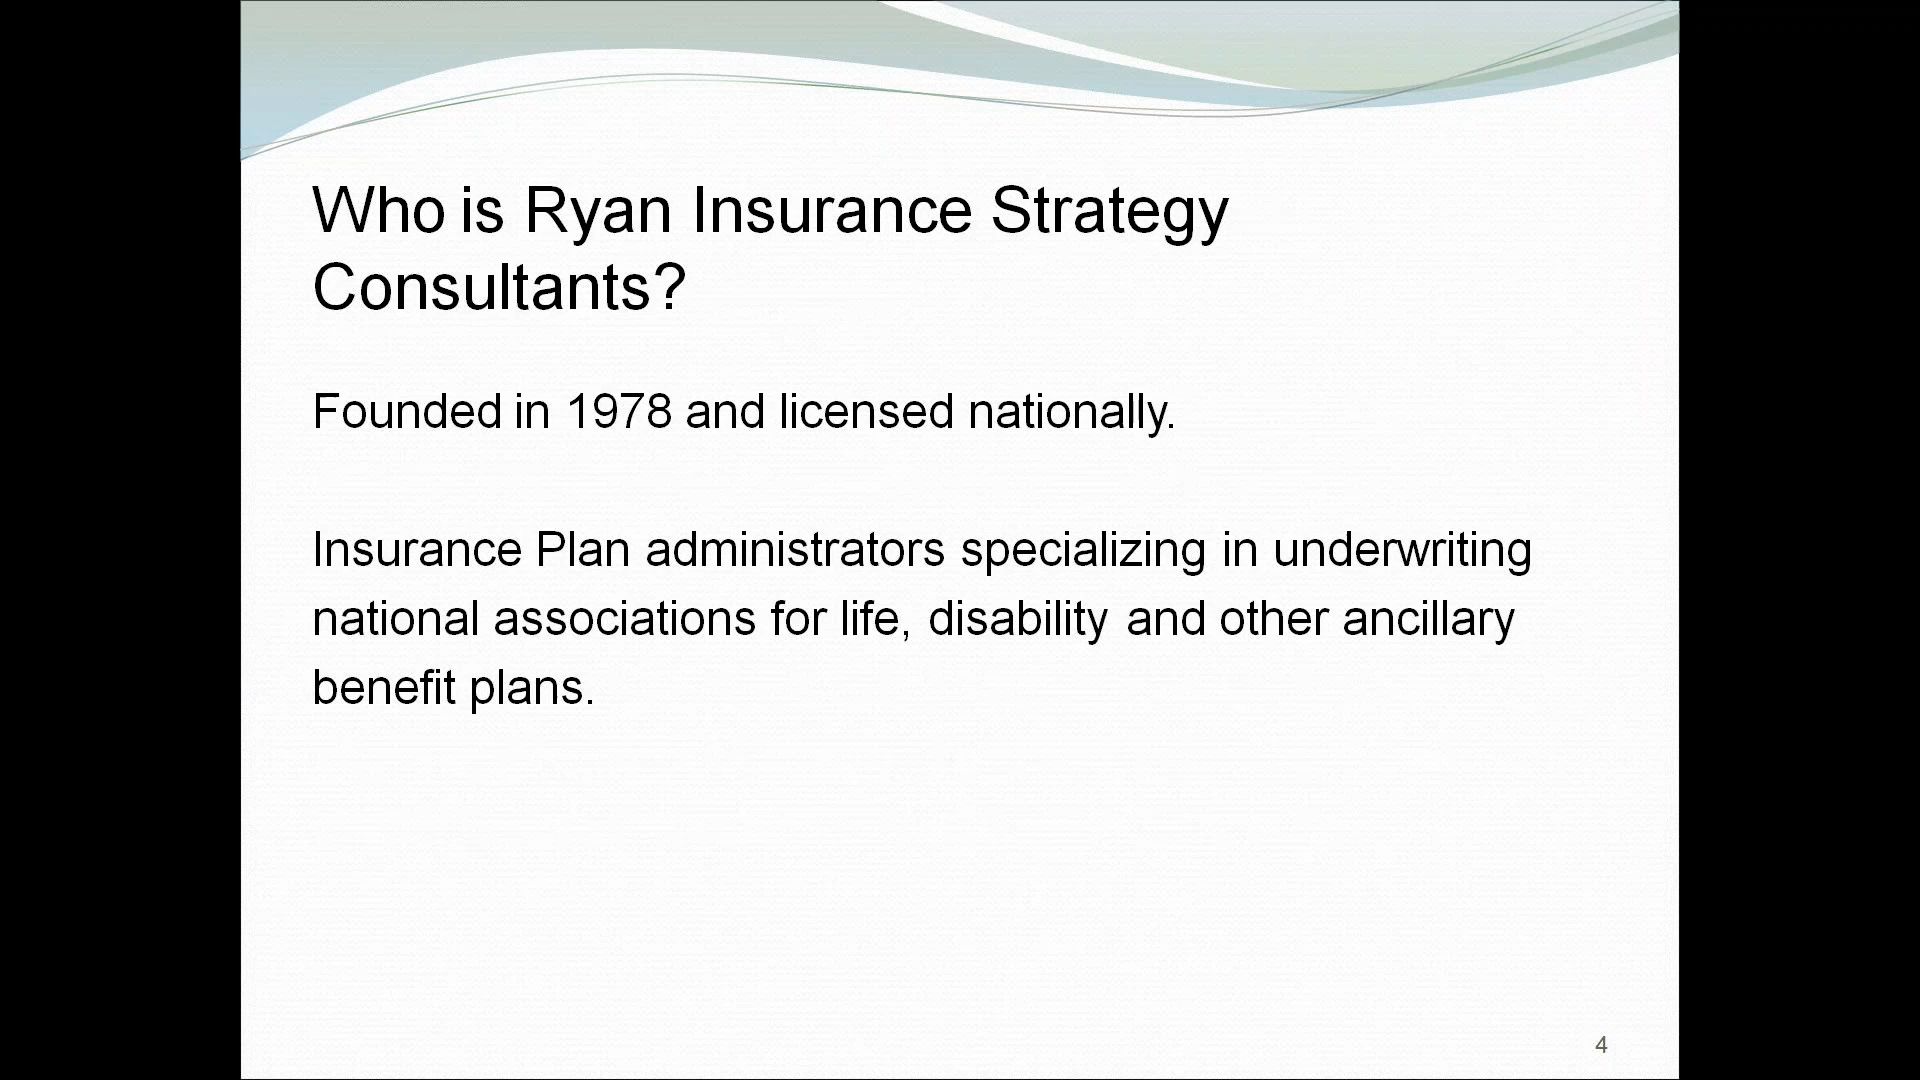 Who is Ryan Insurance Strategy
Consultants?
Founded in 1978 and licensed nationally.
Insurance Plan administrators specializing in underwriting
national associations for life, disability and other ancillary
benefit plans.
4